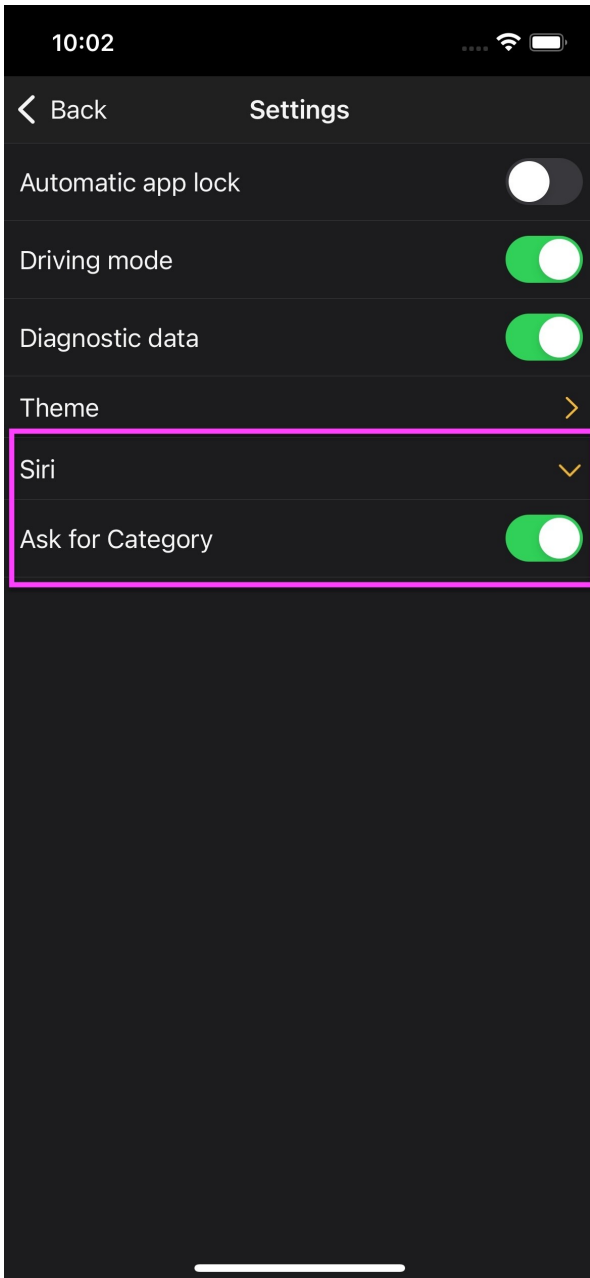 10:02
Back
Settings
Automatic app lock
Driving mode
Diagnostic data
Theme
Siri
Ask for Category